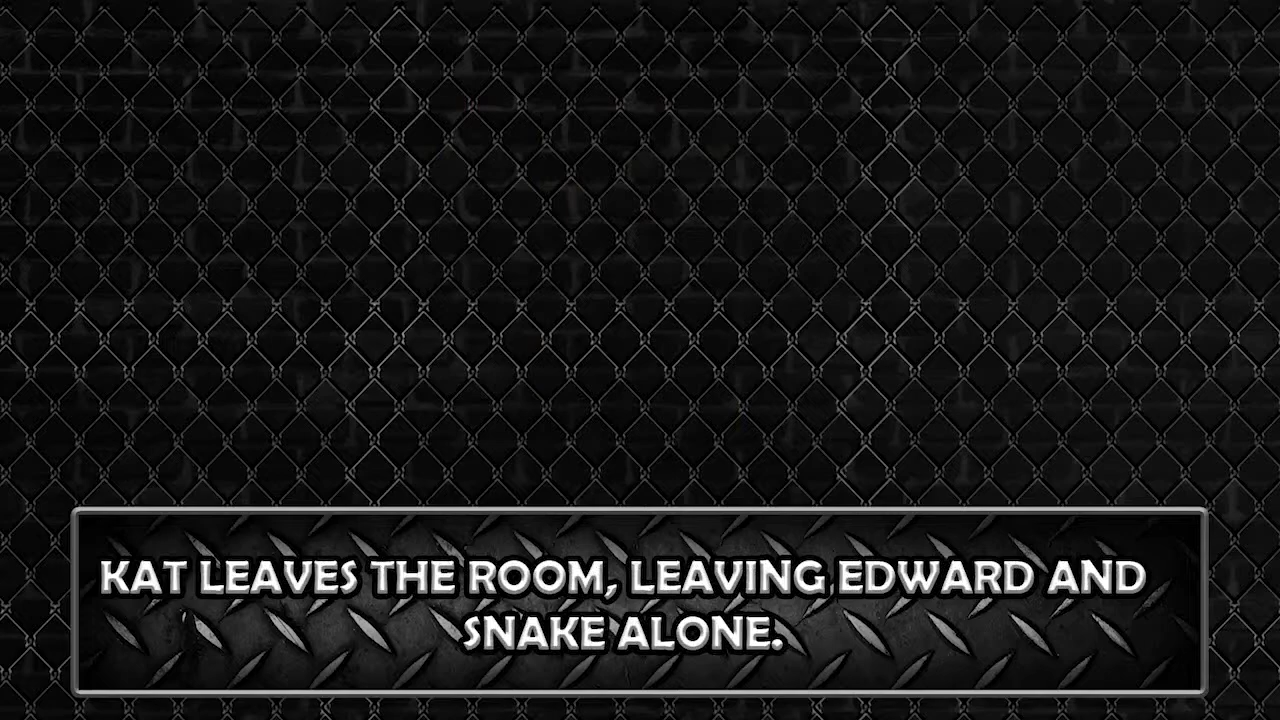 KAT LEAVES THE ROOM, LEAVING EDWARD AND
SNAKE ALONE.